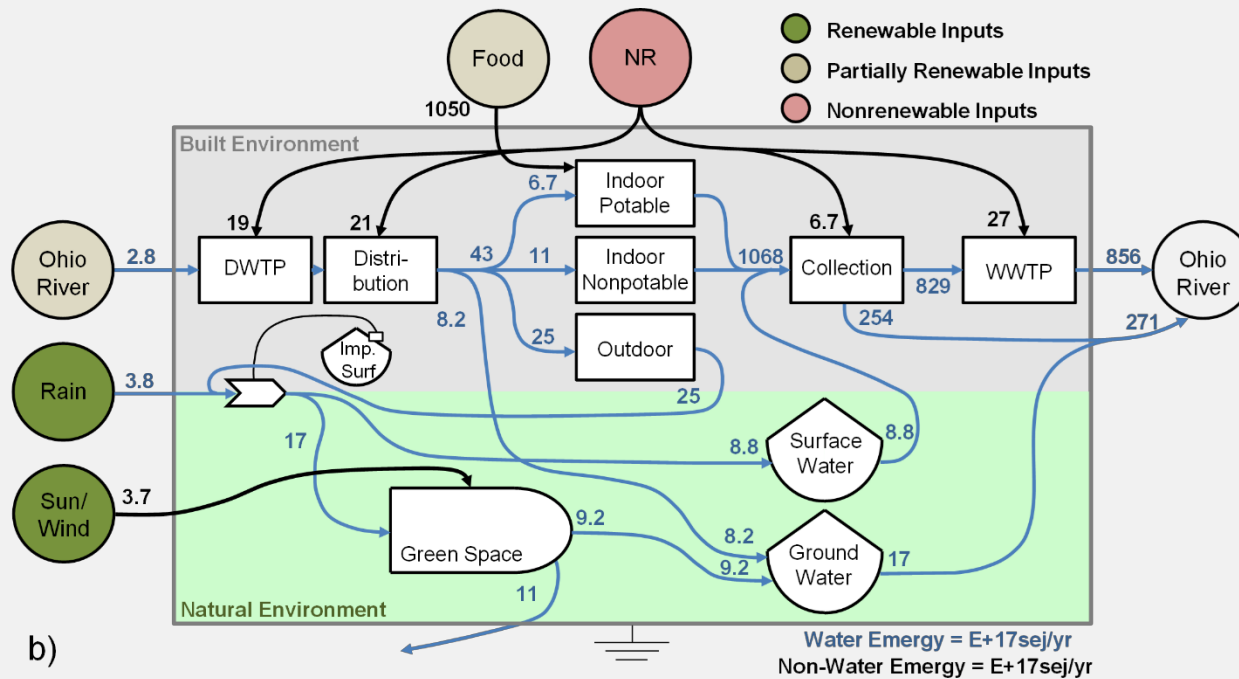 Food
NR
Renewable Inputs
Partially Renewable Inputs
Nonrenewable Inputs
1050
Built Environment
6.7
Indoor
Potable
19
21
6.7
27
Ohio
River
2.8
DWTP
Distri-
bution
43
11
Indoor
Nonpotable
1068
Collection
829
WWTP
856
Ohio
River
8.2
254
271
Imp.
Surf
25
Outdoor
25
Rain
3.8
17
8.8
Surface
Water
8.8
Sun/
Wind
3.7
Green Space
9.2
8.2
9.2
Ground
Water
17
11
Natural Environment
b)
Water Emergy = E+17sej/yr
Non-Water Emergy = E+17sej/yr